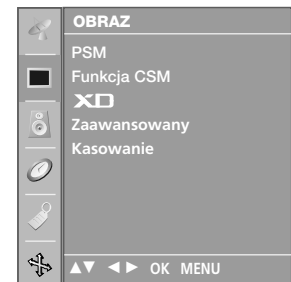 OBRAZ
PSM
Funkcja CSM
XD
Zaawansowany
Kasowanie
▲▼ ◄► OK MENU